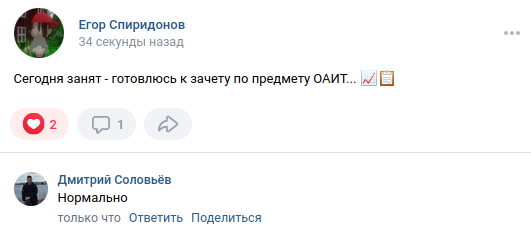 Егор Спиридонов
34 секунды назад
Сегодня занят - готовлюсь к зачету по предмету ОАИТ... 📈📋
2
1
Дмитрий Соловьёв
Нормально
только что Ответить Поделиться